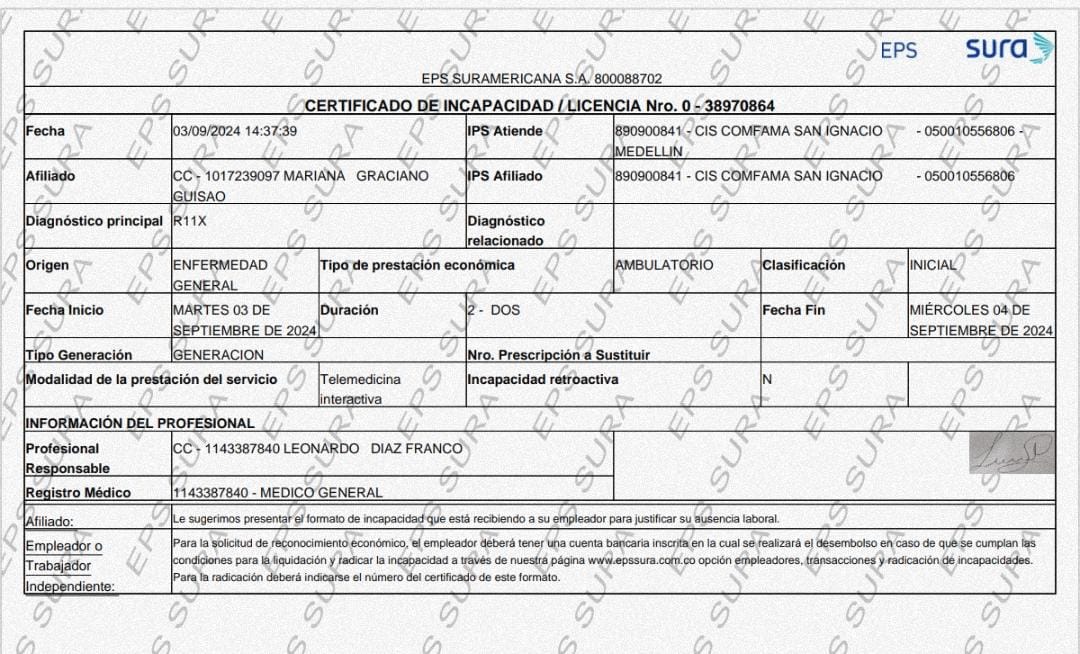 EPS sura
EPS SURAMERICANA S.A. 800088702
CERTIFICADO DE INCAPACIDAD / LICENCIA Nro. 0 - 38970864
Fecha 03/09/2024 14:37:39 IPS Atiende 890900841 - CIS COMFAMA SAN IGNACIO - 050010556806 -
MEDELLIN
Afiliado CC - 1017239097 MARIANA GRACIANO IPS Afiliado 890900841 - CIS COMFAMA SAN IGNACIO - 050010556806
GUISAO
Diagnóstico principal R11X Diagnóstico
relacionado
Origen ENFERMEDAD Tipo de prestación económica AMBULATORIO Clasificación INICIAL
GENERAL
Fecha Inicio MARTES 03 DE Duración 2 - DOS Fecha Fin MIÉRCOLES 04 DE
SEPTIEMBRE DE 2024 SEPTIEMBRE DE 2024
Tipo Generación GENERACION Nro. Prescripción a Sustituir
Modalidad de la prestación del servicio Telemedicina Incapacidad retroactiva N
interactiva
INFORMACIÓN DEL PROFESIONAL
Profesional CC - 1143387840 LEONARDO DIAZ FRANCO
Responsable
Registro Médico 1143387840 - MEDICO GENERAL
Afiliado: Le sugerimos presentar el formato de incapacidad que está recibiendo a su empleador para justificar su ausencia laboral.
Empleador o Para la solicitud de reconocimiento económico, el empleador deberá tener una cuenta bancaria inscrita en la cual se realizará el desembolso en caso de que se cumplan las
Trabajador condiciones para la liquidación y radicar la incapacidad a través de nuestra página www.epssura.com.co opción empleadores, transacciones y radicación de incapacidades.
Independiente: Para la radicación deberá indicarse el número del certificado de este formato.